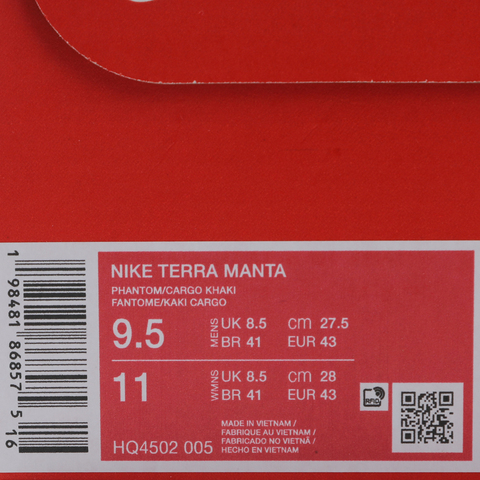 NIKE TERRA MANTA
PHANTOM/CARGO KHAKI
FANTOME/KAKI CARGO
9.5 MENS UK 8.5 cm 27.5
BR 41 EUR 43
11 WMNS UK 8.5 cm 28
BR 41 EUR 43
RFID
HQ4502 005
MADE IN VIETNAM /
FABRIQUE AU VIETNAM /
FABRICADO NO VIETNÃ /
HECHO EN VIETNAM
1 98481 86857 5 16